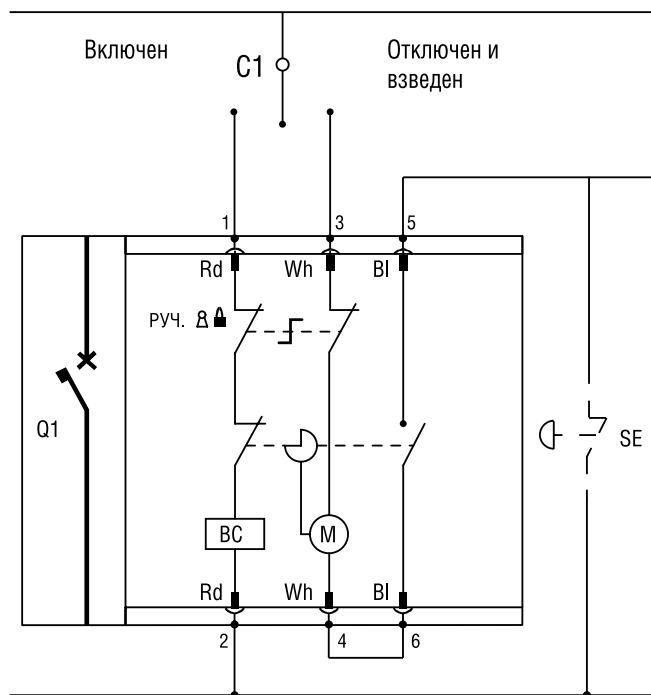 Включен
C1
Отключен и
взведен
1
3
5
Rd
Wh
Bl
РУЧ.
Q1
SE
BC
M
Rd
Wh
Bl
2
4
6